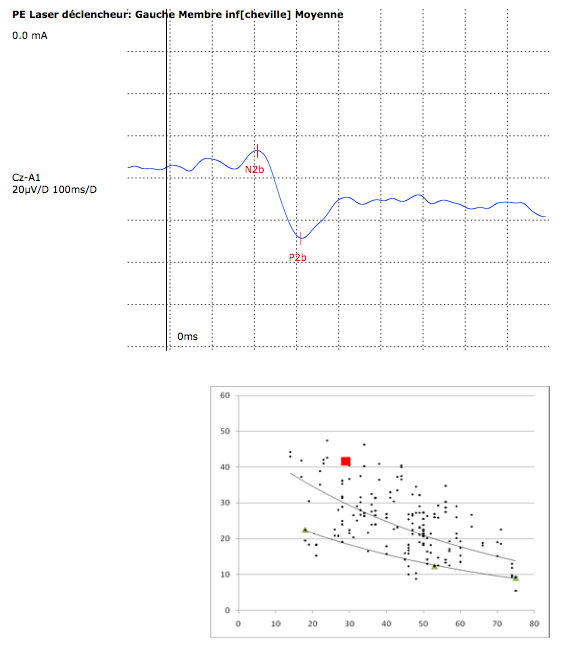 PE Laser déclencheur: Gauche Membre inf[cheville] Moyenne
0.0 mA
N2b
Cz-A1
20µV/D 100ms/D
P2b
0ms
60
50
40
30
20
10
0
0 10 20 30 40 50 60 70 80